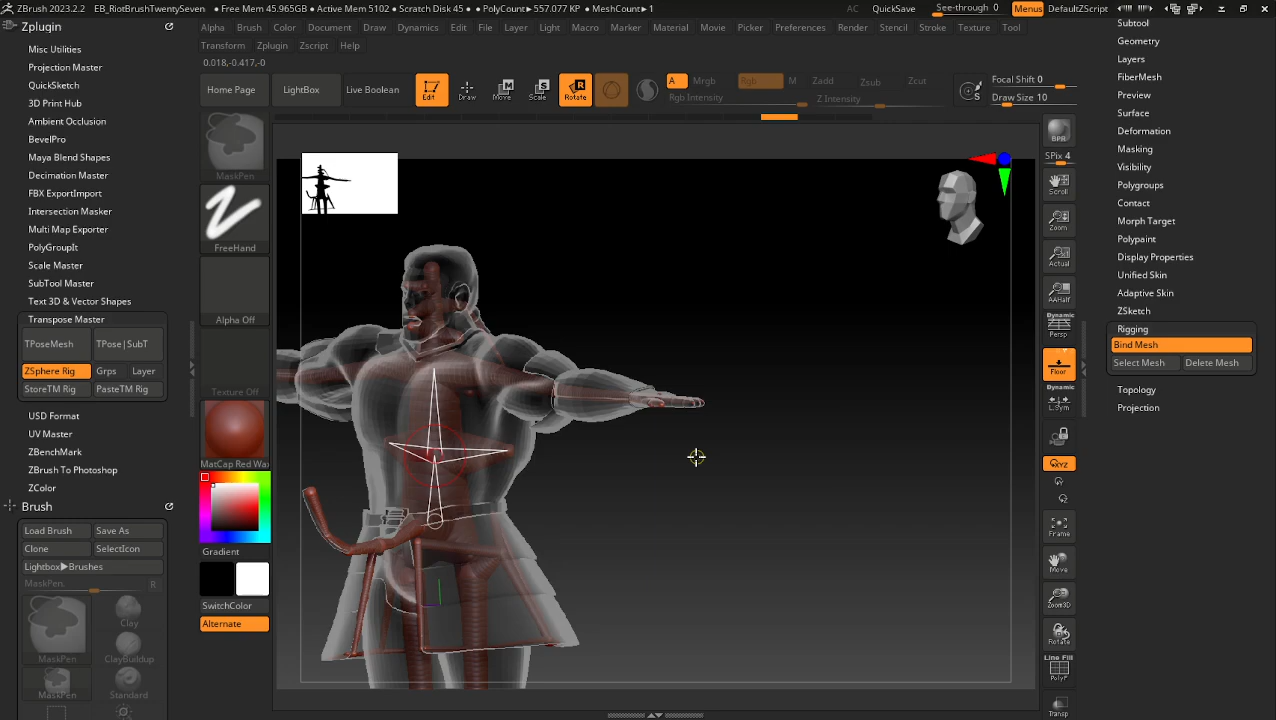 ZBrush 2023.2.2 EB_RiotBrushTwentySeven • Free Mem 45.965GB • Active Mem 5102 • Scratch Disk 45 • PolyCount▸ 557.077 KP • MeshCount▸ 1 AC QuickSave See-through 0 Menus DefaultZScript
Zplugin
Alpha Brush Color Document Draw Dynamics Edit File Layer Light Macro Marker Material Movie Picker Preferences Render Stencil Stroke Texture Tool
Transform Zplugin Zscript Help
0.018,-0.417,-0
Home Page LightBox Live Boolean Edit Draw Move Scale Rotate A Mrgb Rgb M Zadd Zsub Zcut Focal Shift 0
Rgb Intensity Z Intensity S Draw Size 10
Misc Utilities
Projection Master
QuickSketch
3D Print Hub
Ambient Occlusion
BevelPro
Maya Blend Shapes
Decimation Master
FBX ExportImport
Intersection Masker
Multi Map Exporter
PolyGroupIt
Scale Master
SubTool Master
Text 3D & Vector Shapes
Transpose Master
TPoseMesh TPose|SubT
ZSphere Rig Grps Layer
StoreTM Rig PasteTM Rig
USD Format
UV Master
ZBenchMark
ZBrush To Photoshop
ZColor
Brush
Load Brush Save As
Clone SelectIcon
Lightbox▶Brushes
MaskPen. R
Clay
MaskPen ClayBuildup
MaskPen Standard
MaskPen
FreeHand
Alpha Off
Texture Off
MatCap Red Wa
Gradient
SwitchColor
Alternate
BPR
SPix 4
Scroll
Zoom
Actual
AAHalf
Dynamic
Persp
Floor
Dynamic
L.Sym
XYZ
Frame
Move
Zoom3D
Rotate
Line Fill
PolyF
Transp
Subtool
Geometry
Layers
FiberMesh
Preview
Surface
Deformation
Masking
Visibility
Polygroups
Contact
Morph Target
Polypaint
Display Properties
Unified Skin
Adaptive Skin
ZSketch
Rigging
Bind Mesh
Select Mesh Delete Mesh
Topology
Projection